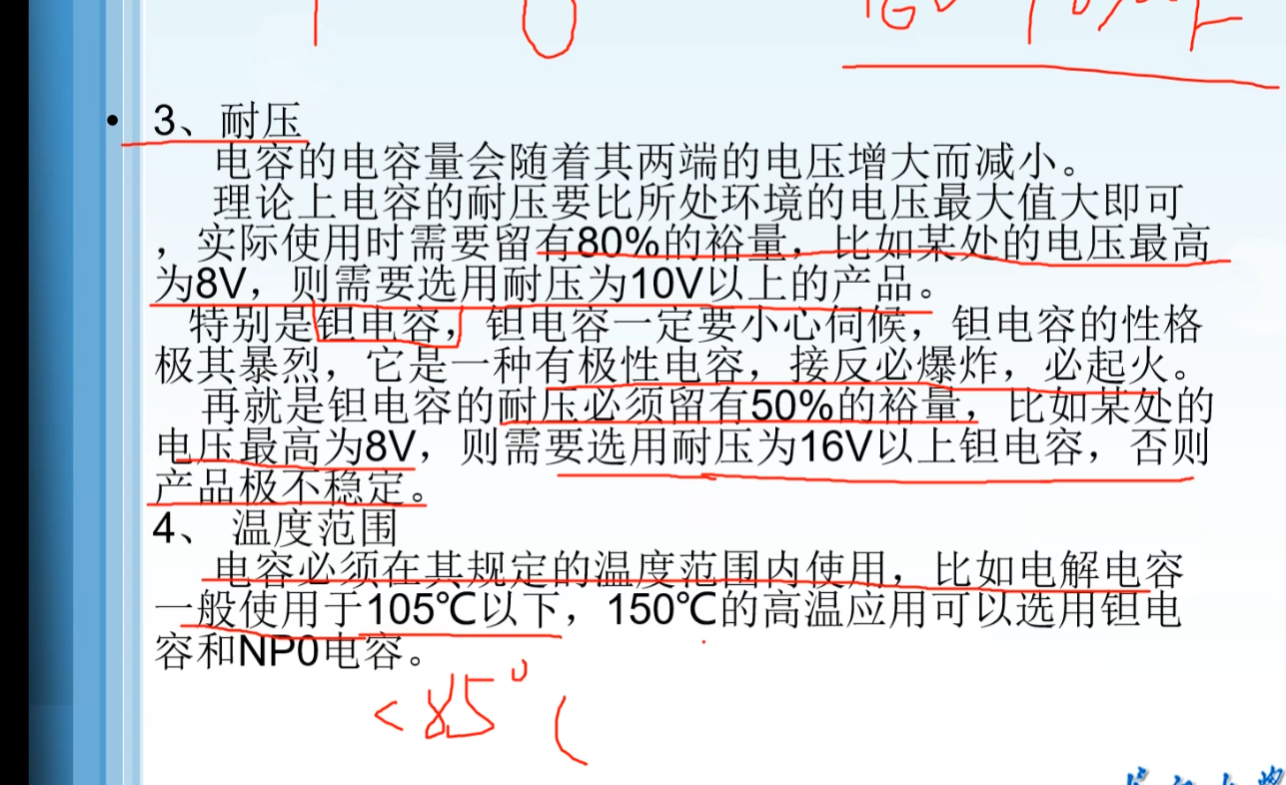 • 3、耐压
电容的电容量会随着其两端的电压增大而减小。
理论上电容的耐压要比所处环境的电压最大值大即可
，实际使用时需要留有80%的裕量，比如某处的电压最高
为8V，则需要选用耐压为10V以上的产品。
特别是钽电容，钽电容一定要小心伺候，钽电容的性格
极其暴烈，它是一种有极性电容，接反必爆炸，必起火。
再就是钽电容的耐压必须留有50%的裕量，比如某处的
电压最高为8V，则需要选用耐压为16V以上钽电容，否则
产品极不稳定。
4、 温度范围
电容必须在其规定的温度范围内使用，比如电解电容
一般使用于105℃以下，150℃的高温应用可以选用钽电
容和NP0电容。
<85°(